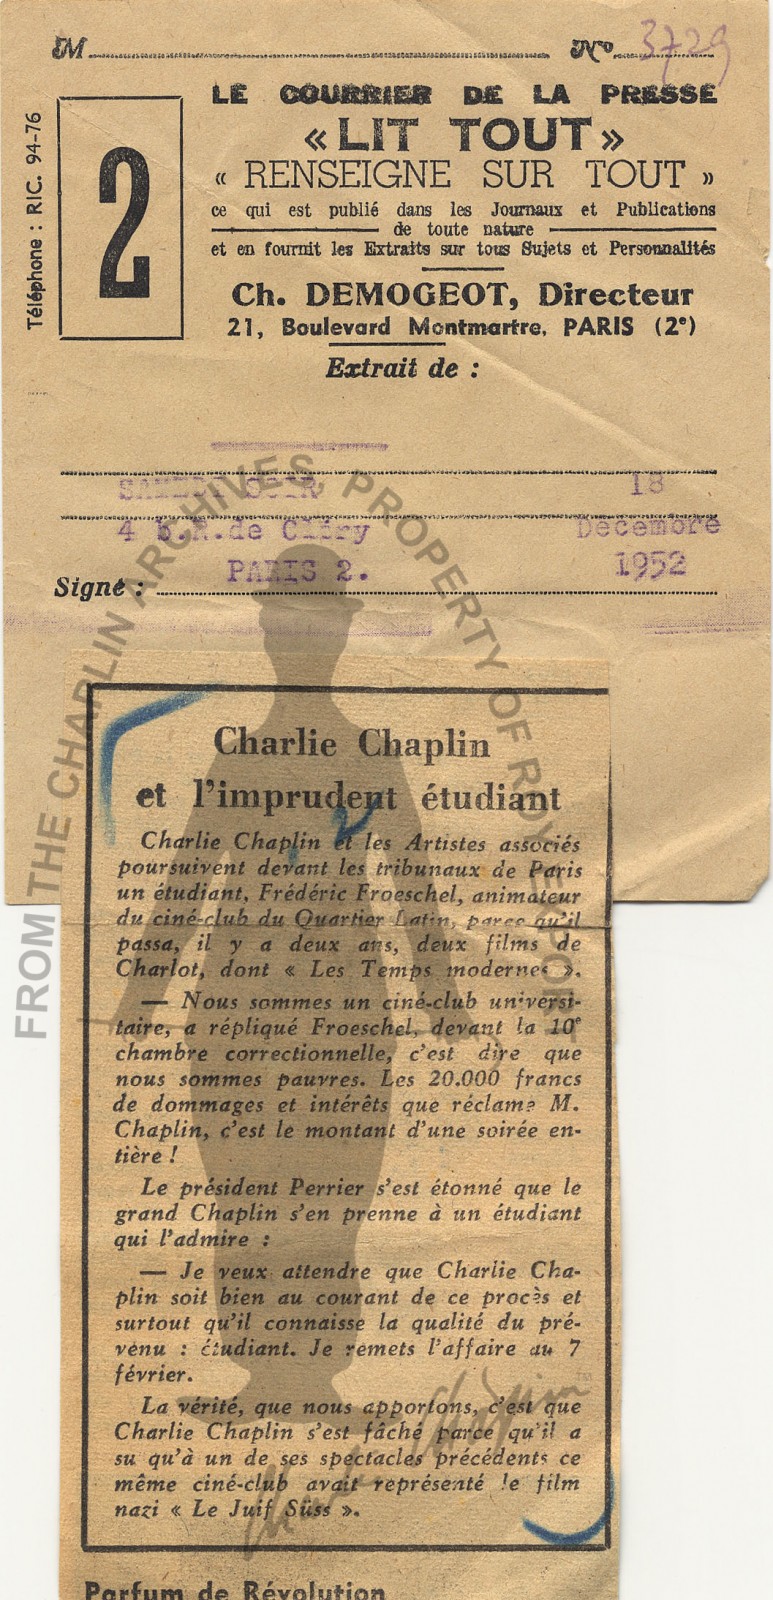 M Nº 3729
LE COURRIER DE LA PRESSE
« LIT TOUT »
« RENSEIGNE SUR TOUT »
ce qui est publié dans les Journaux et Publications
de toute nature
et en fournit les Extraits sur tous Sujets et Personnalités
Ch. DEMOGEOT, Directeur
21, Boulevard Montmartre, PARIS (2e)
Extrait de :
Téléphone : RIC. 94-76
2
SAMEDI SOIR 18
4 b.R.de Cléry Décembre
PARIS 2. 1952
Signé :
FROM THE CHAPLIN ARCHIVES, PROPERTY OF ROY EXPORT
Charlie Chaplin
et l'imprudent étudiant
Charlie Chaplin et les Artistes associés
poursuivent devant les tribunaux de Paris
un étudiant, Frédéric Froeschel, animateur
du ciné-club du Quartier Latin, parce qu'il
passa, il y a deux ans, deux films de
Charlot, dont « Les Temps modernes ».
— Nous sommes un ciné-club universi-
taire, a répliqué Froeschel, devant la 10e
chambre correctionnelle, c'est dire que
nous sommes pauvres. Les 20.000 francs
de dommages et intérêts que réclame M.
Chaplin, c'est le montant d'une soirée en-
tière !
Le président Perrier s'est étonné que le
grand Chaplin s'en prenne à un étudiant
qui l'admire :
— Je veux attendre que Charlie Cha-
plin soit bien au courant de ce procès et
surtout qu'il connaisse la qualité du pré-
venu : étudiant. Je remets l'affaire au 7
février.
La vérité, que nous apportons, c'est que
Charlie Chaplin s'est fâché parce qu'il a
su qu'à un de ses spectacles précédents ce
même ciné-club avait représenté le film
nazi « Le Juif Süss ».
Charlie Chaplin TM
Parfum de Révolution